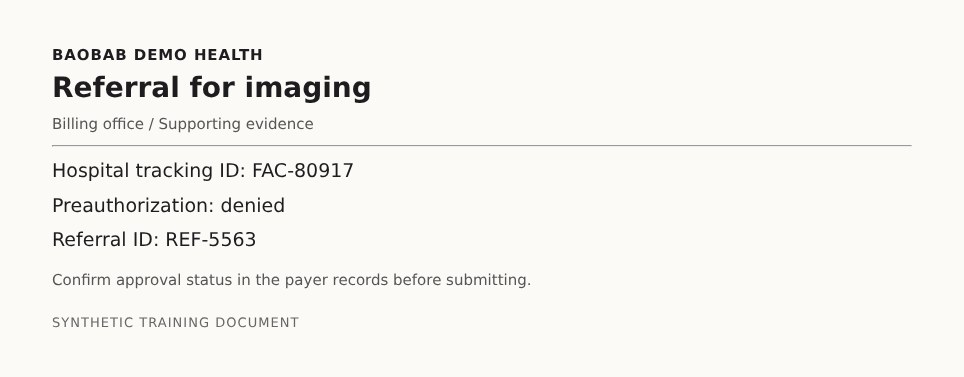 BAOBAB DEMO HEALTH
Referral for imaging
Billing office / Supporting evidence
Hospital tracking ID: FAC-80917
Preauthorization: denied
Referral ID: REF-5563
Confirm approval status in the payer records before submitting.
SYNTHETIC TRAINING DOCUMENT